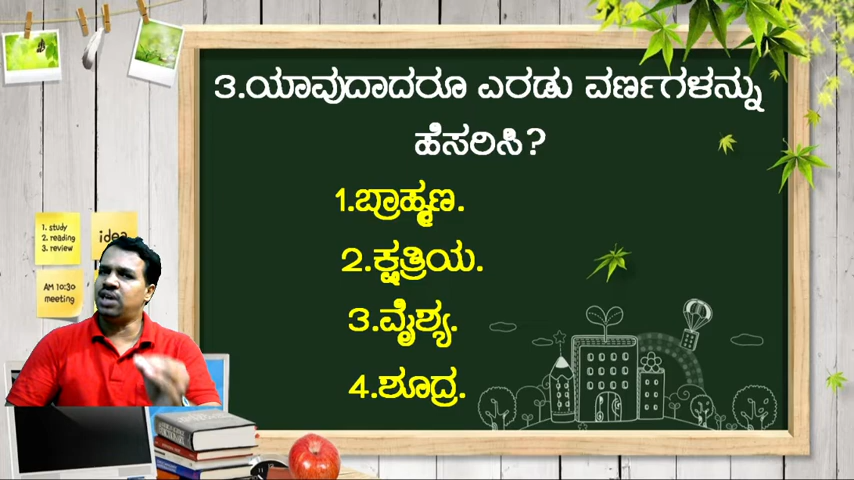 3.ಯಾವುದಾದರೂ ಎರಡು ವರ್ಣಗಳನ್ನು
ಹೆಸರಿಸಿ?
1.ಬ್ರಾಹ್ಮಣ.
2.ಕ್ಷತ್ರಿಯ.
3.ವೈಶ್ಯ.
4.ಶೂದ್ರ.
1. study
2. reading
3. review
idea
AM 10:30
meeting